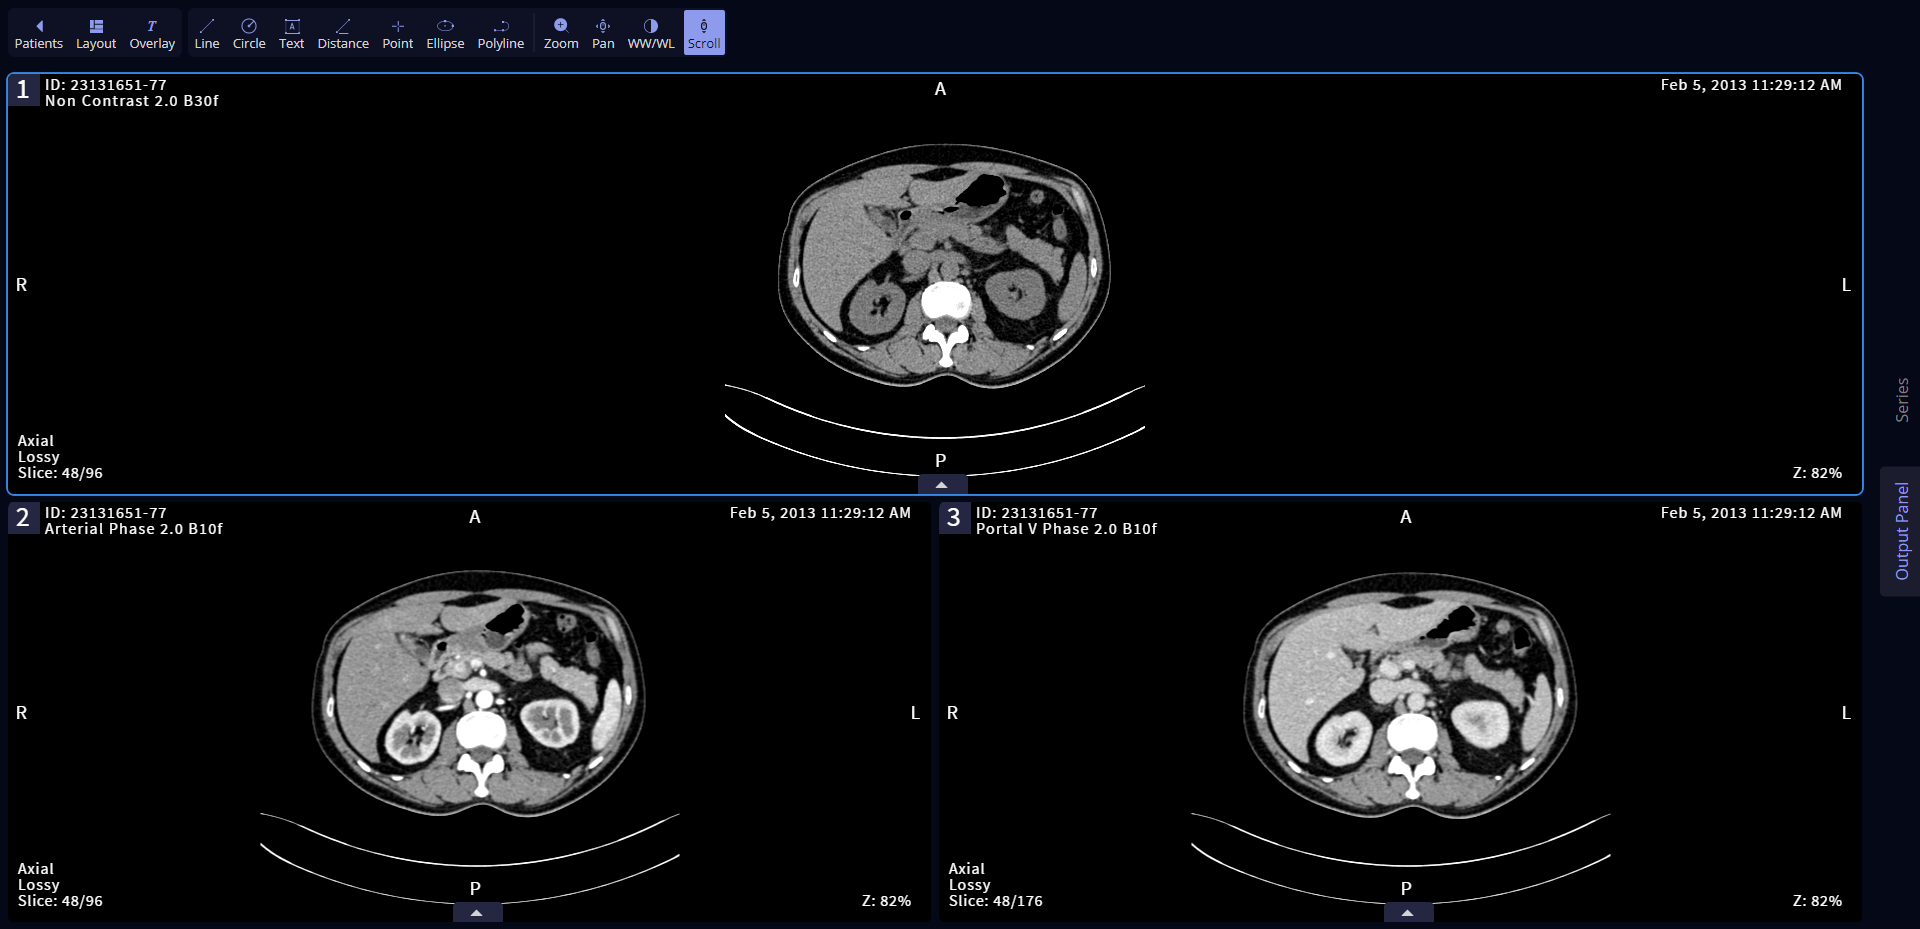 Patients Layout Overlay Line Circle Text Distance Point Ellipse Polyline Zoom Pan WW/WL Scroll
1
ID: 23131651-77
Non Contrast 2.0 B30f
A
Feb 5, 2013 11:29:12 AM
R
L
Axial
Lossy
Slice: 48/96
P
Z: 82%
2
ID: 23131651-77
Arterial Phase 2.0 B10f
A
Feb 5, 2013 11:29:12 AM
R
L
Axial
Lossy
Slice: 48/96
P
Z: 82%
3
ID: 23131651-77
Portal V Phase 2.0 B10f
A
Feb 5, 2013 11:29:12 AM
R
L
Axial
Lossy
Slice: 48/176
P
Z: 82%
Series
Output Panel